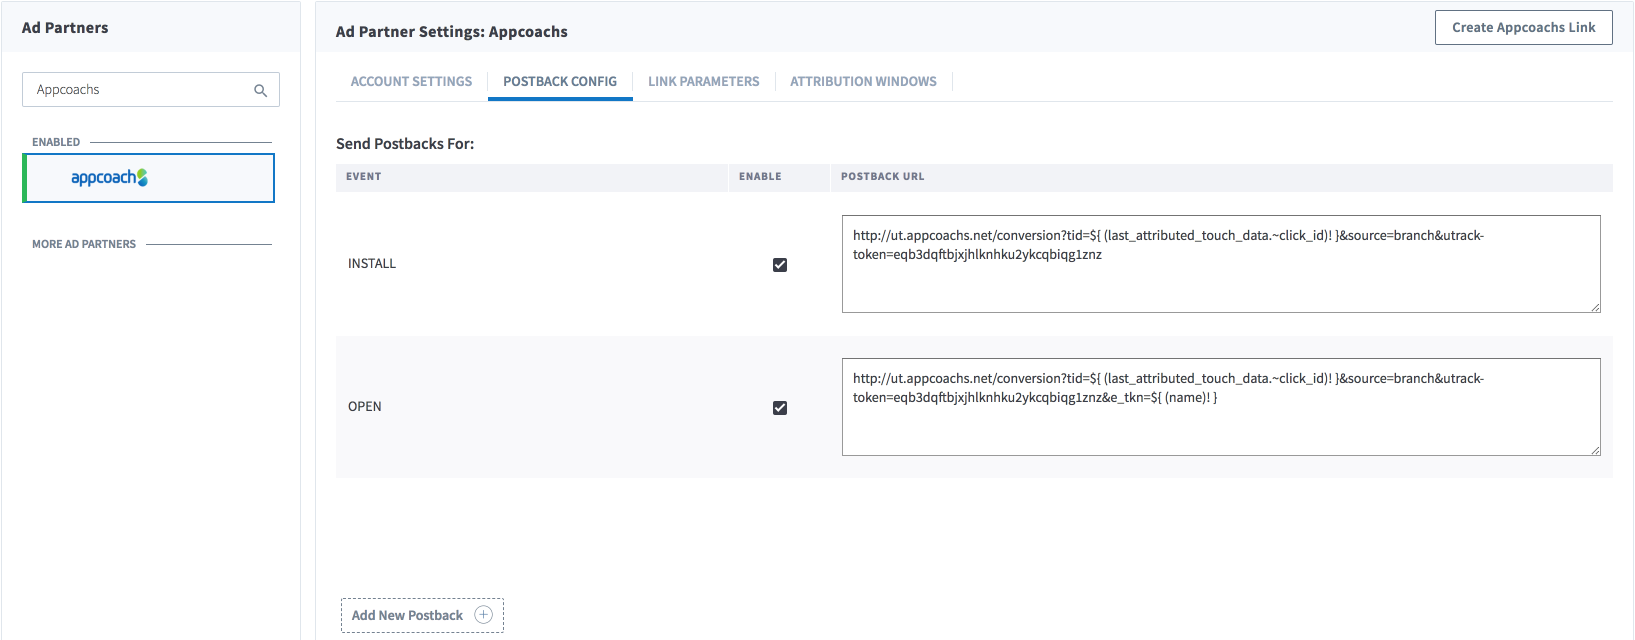 Ad Partners
Appcoachs
ENABLED
appcoachs
MORE AD PARTNERS
Ad Partner Settings: Appcoachs
Create Appcoachs Link
ACCOUNT SETTINGS
POSTBACK CONFIG
LINK PARAMETERS
ATTRIBUTION WINDOWS
Send Postbacks For:
EVENT
ENABLE
POSTBACK URL
INSTALL
http://ut.appcoachs.net/conversion?tid=${ (last_attributed_touch_data.~click_id)! }&source=branch&utrack-
token=eqb3dqftbjxjhlknhku2ykcqbiqg1znz
OPEN
http://ut.appcoachs.net/conversion?tid=${ (last_attributed_touch_data.~click_id)! }&source=branch&utrack-
token=eqb3dqftbjxjhlknhku2ykcqbiqg1znz&e_tkn=${ (name)! }
Add New Postback